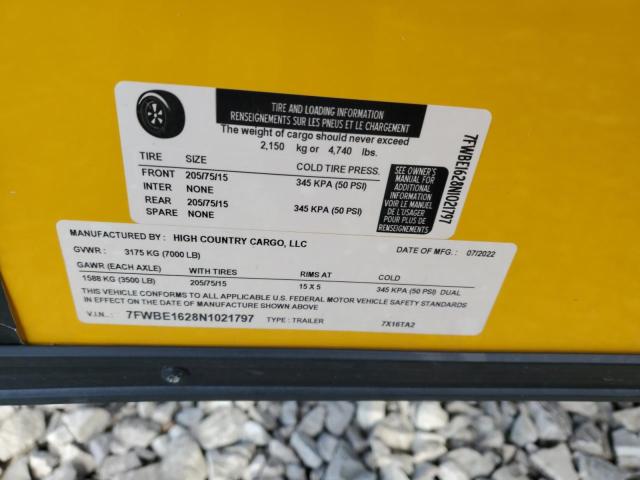 TIRE AND LOADING INFORMATION
RENSEIGNEMENTS SUR LES PNEUS ET LE CHARGEMENT
The weight of cargo should never exceed
2,150 kg or 4,740 lbs.
TIRE SIZE COLD TIRE PRESS.
FRONT 205/75/15 345 KPA (50 PSI)
INTER NONE
REAR 205/75/15 345 KPA (50 PSI)
SPARE NONE
SEE OWNER'S
MANUAL FOR
ADDITIONAL
INFORMATION
VOIR LE MANUEL
DE L'USAGER
POUR PLUS DE
RENSEIGNEMENTS
7FWBE1628N1021797
MANUFACTURED BY : HIGH COUNTRY CARGO, LLC DATE OF MFG. : 07/2022
GVWR : 3175 KG (7000 LB)
GAWR (EACH AXLE) WITH TIRES RIMS AT COLD
1588 KG (3500 LB) 205/75/15 15 X 5 345 KPA (50 PSI) DUAL
THIS VEHICLE CONFORMS TO ALL APPLICABLE U.S. FEDERAL MOTOR VEHICLE SAFETY STANDARDS
IN EFFECT ON THE DATE OF MANUFACTURE SHOWN ABOVE.
V.I.N.: 7FWBE1628N1021797 TYPE : TRAILER 7X16TA2